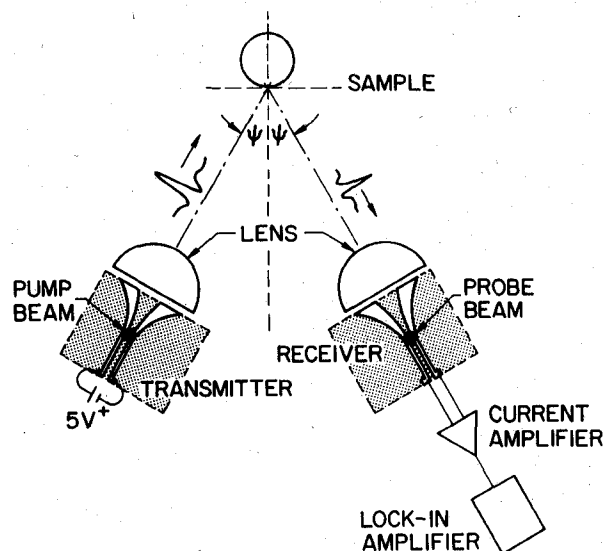 SAMPLE
ψ ψ
LENS
PUMP
BEAM
PROBE
BEAM
RECEIVER
TRANSMITTER
5V+
CURRENT
AMPLIFIER
LOCK-IN
AMPLIFIER